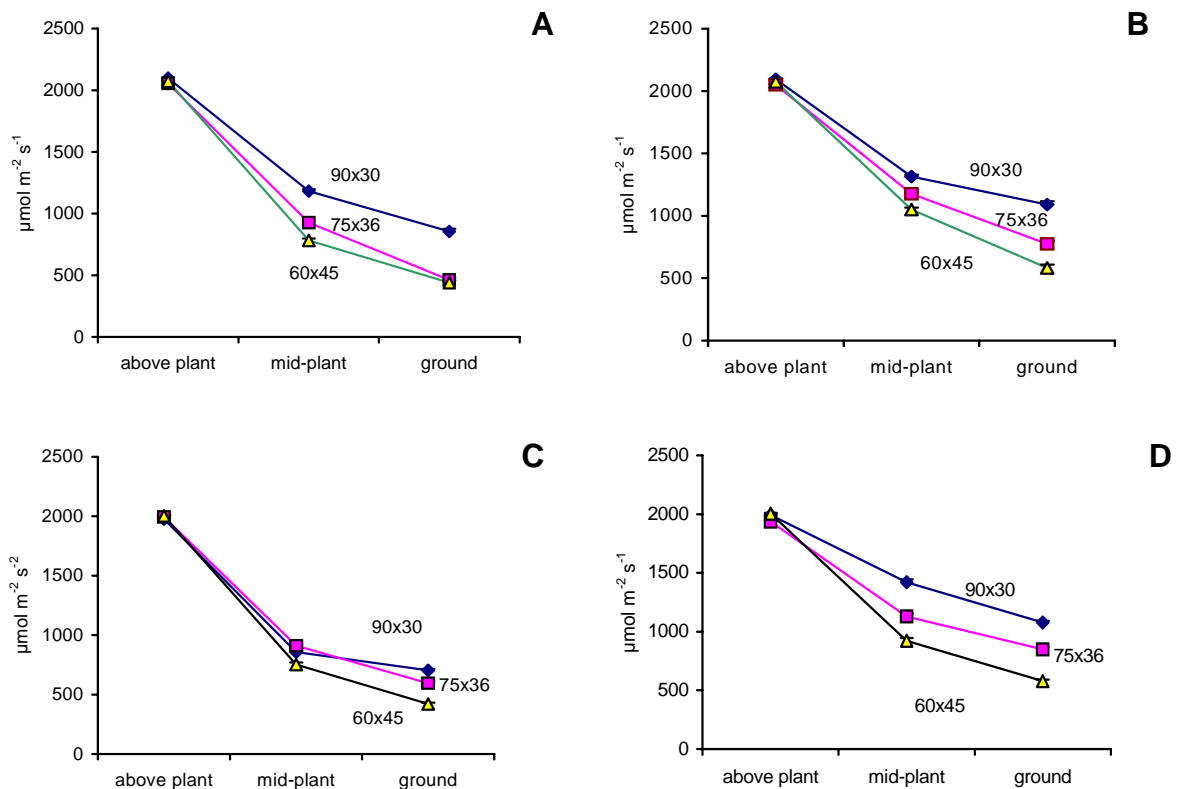 A
2500
2000
1500
1000
500
0
µmol m-2 s-1
90x30
75x36
60x45
above plant mid-plant ground
B
2500
2000
1500
1000
500
0
µmol m-2 s-1
90x30
75x36
60x45
above plant mid-plant ground
C
2500
2000
1500
1000
500
0
µmol m-2 s-2
90x30
75x36
60x45
above plant mid-plant ground
D
2500
2000
1500
1000
500
0
µmol m-2 s-1
90x30
75x36
60x45
above plant mid-plant ground